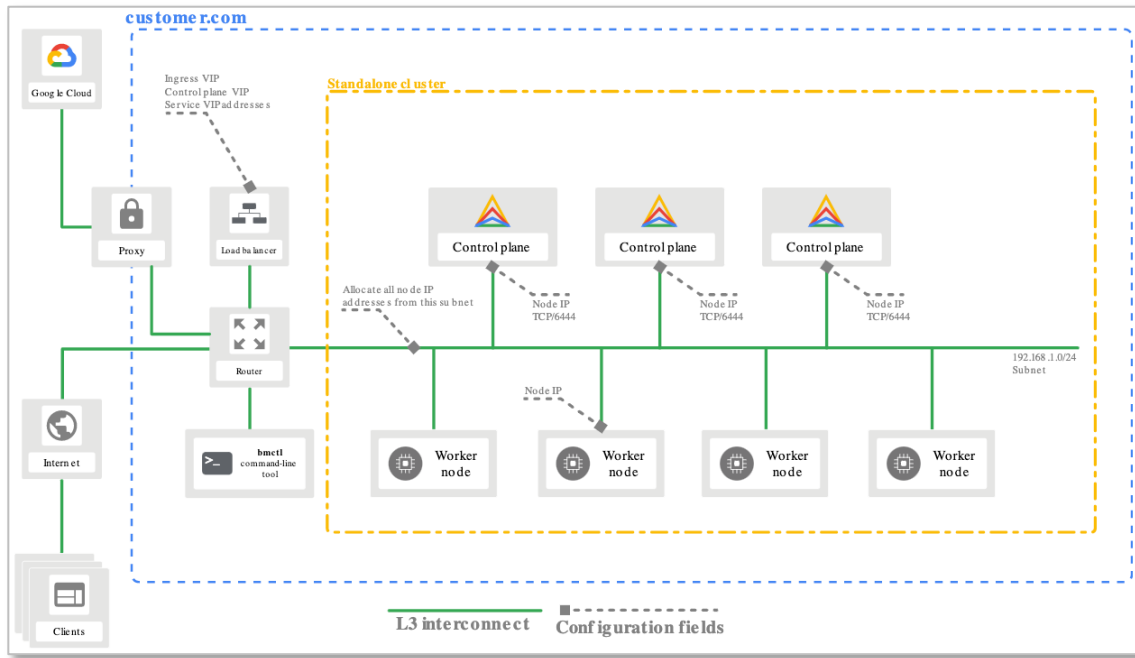 customer.com
Google Cloud
Ingress VIP
Control plane VIP
Service VIP addresses
Standalone cluster
Proxy
Load balancer
Control plane
Control plane
Control plane
Allocate all node IP
addresses from this subnet
Node IP
TCP/6444
Node IP
TCP/6444
Node IP
TCP/6444
Router
192.168.1.0/24
Subnet
Node IP
Internet
bmctl
command-line
tool
Worker
node
Worker
node
Worker
node
Worker
node
Clients
L3 interconnect
Configuration fields